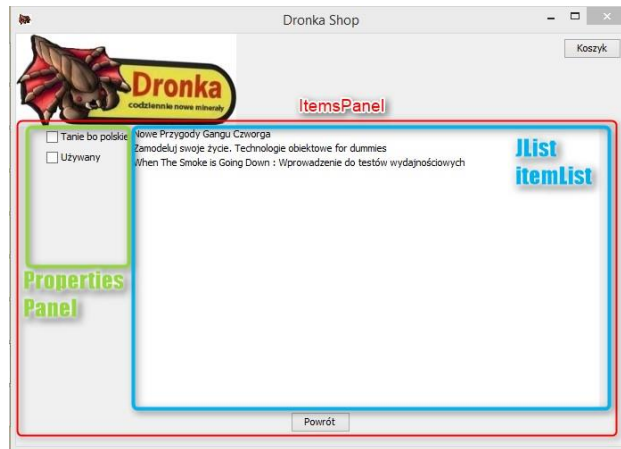 Dronka Shop
Koszyk
Dronka
codziennie nowe minerały
ItemsPanel
Tanie bo polskie
Używany
Nowe Przygody Gangu Czworga
Zamodeluj swoje życie. Technologie obiektowe for dummies
When The Smoke is Going Down : Wprowadzenie do testów wydajnościowych
JList
itemList
Properties
Panel
Powrót